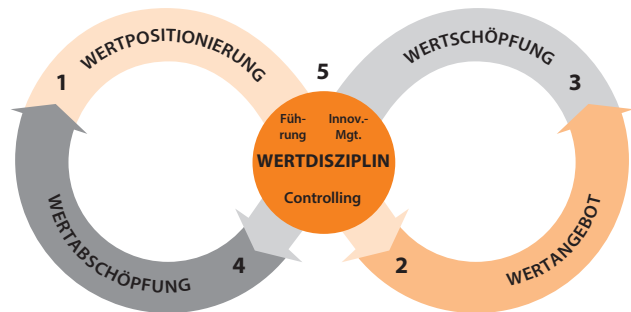 1
WERTPOSITIONIERUNG
5
WERTSCHÖPFUNG
3
Füh-
rung
Innov.-
Mgt.
WERTDISZIPLIN
Controlling
WERTABSCHÖPFUNG
4
2
WERTANGEBOT